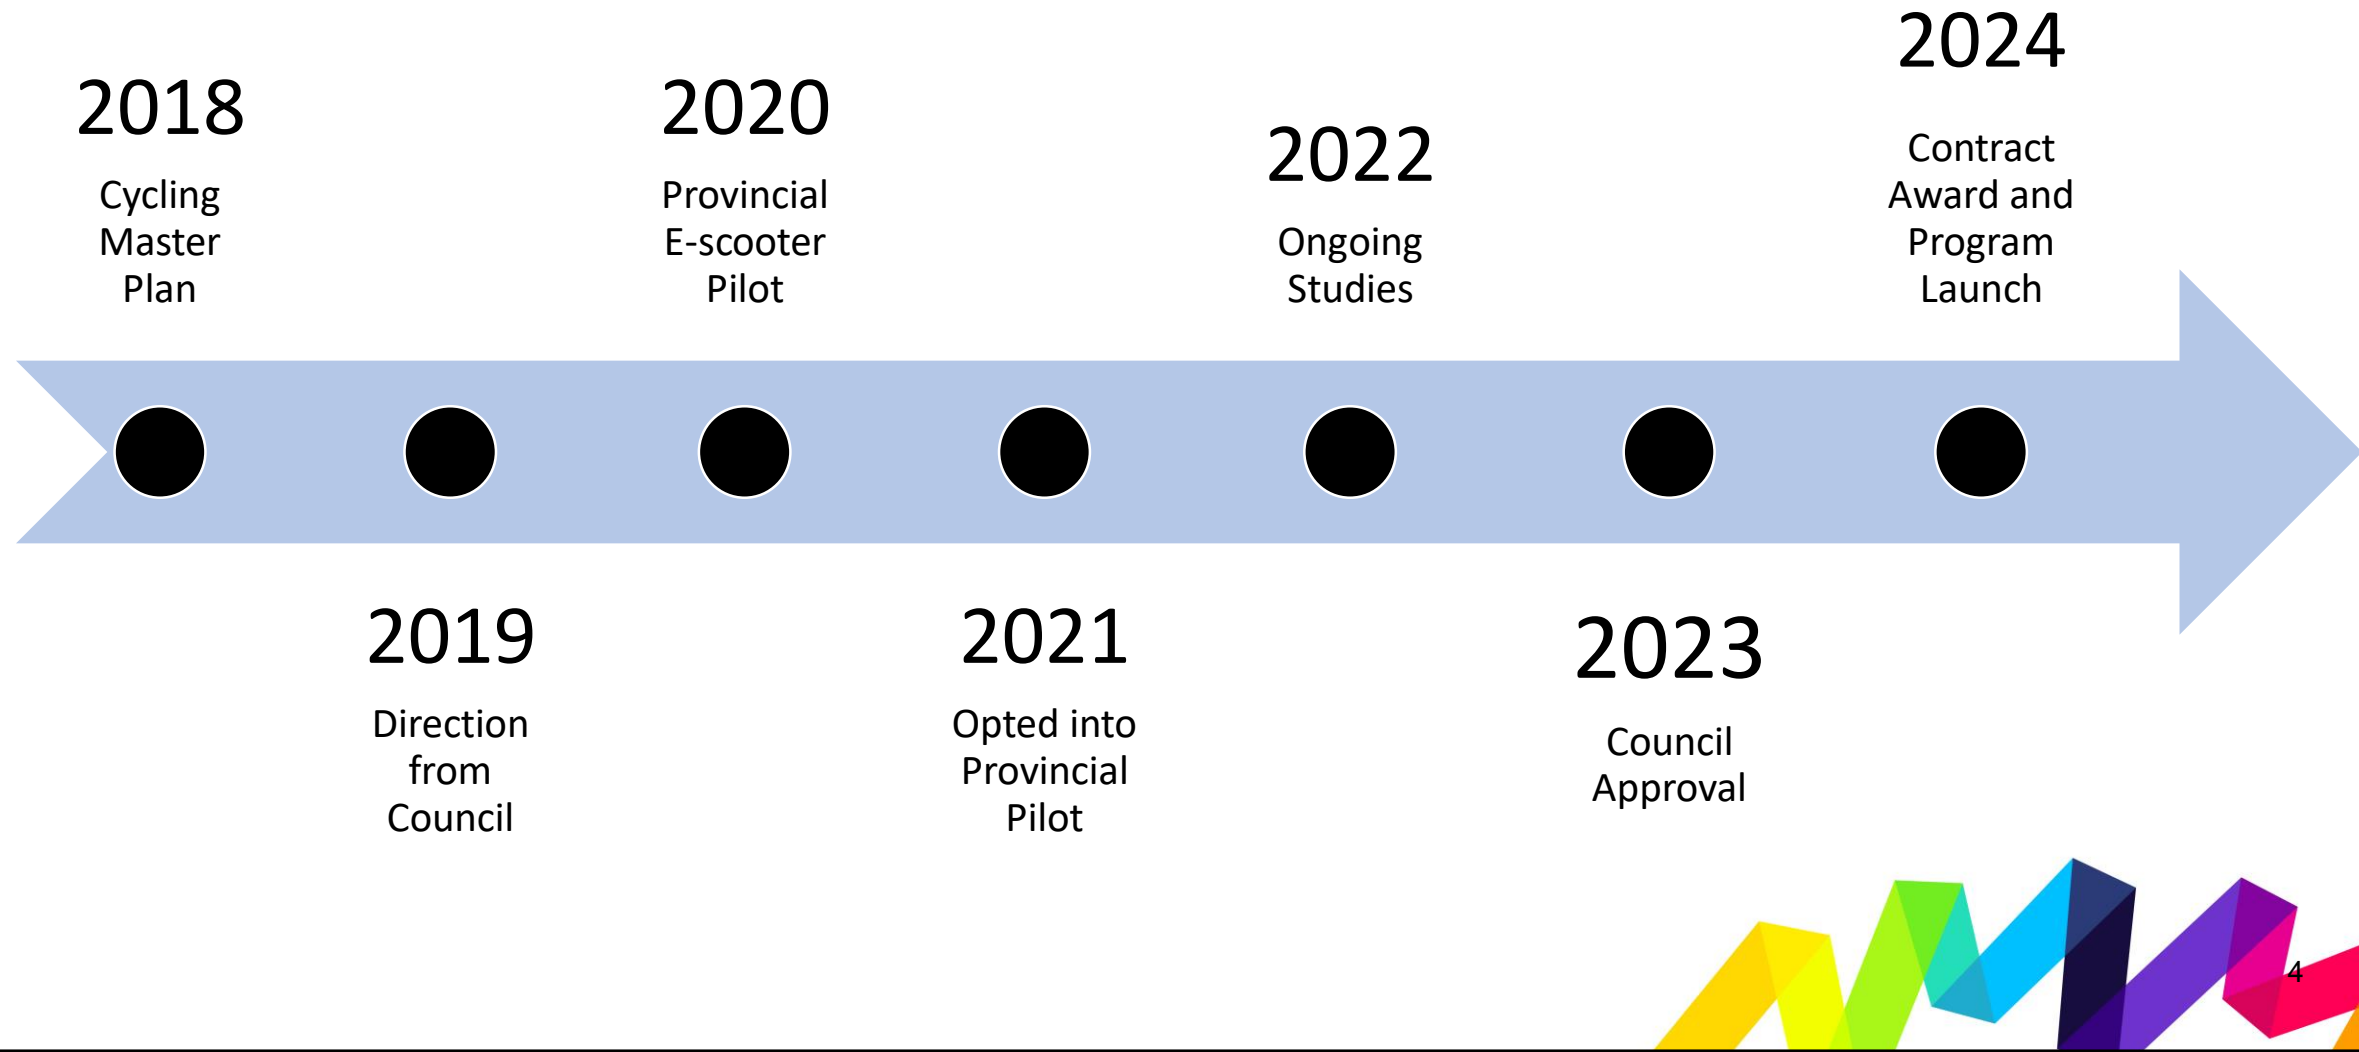 2018
Cycling
Master
Plan
2019
Direction
from
Council
2020
Provincial
E-scooter
Pilot
2021
Opted into
Provincial
Pilot
2022
Ongoing
Studies
2023
Council
Approval
2024
Contract
Award and
Program
Launch
4